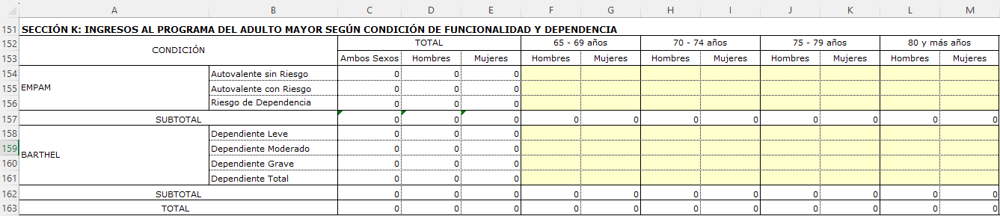 A B C D E F G H I J K L M
151 SECCIÓN K: INGRESOS AL PROGRAMA DEL ADULTO MAYOR SEGÚN CONDICIÓN DE FUNCIONALIDAD Y DEPENDENCIA
152 CONDICIÓN TOTAL 65 - 69 años 70 - 74 años 75 - 79 años 80 y más años
153 Ambos Sexos Hombres Mujeres Hombres Mujeres Hombres Mujeres Hombres Mujeres Hombres Mujeres
154 Autovalente sin Riesgo 0 0 0
155 EMPAM Autovalente con Riesgo 0 0 0
156 Riesgo de Dependencia 0 0 0
157 SUBTOTAL 0 0 0 0 0 0 0 0 0 0 0
158 Dependiente Leve 0 0 0
159 BARTHEL Dependiente Moderado 0 0 0
160 Dependiente Grave 0 0 0
161 Dependiente Total 0 0 0
162 SUBTOTAL 0 0 0 0 0 0 0 0 0 0 0
163 TOTAL 0 0 0 0 0 0 0 0 0 0 0